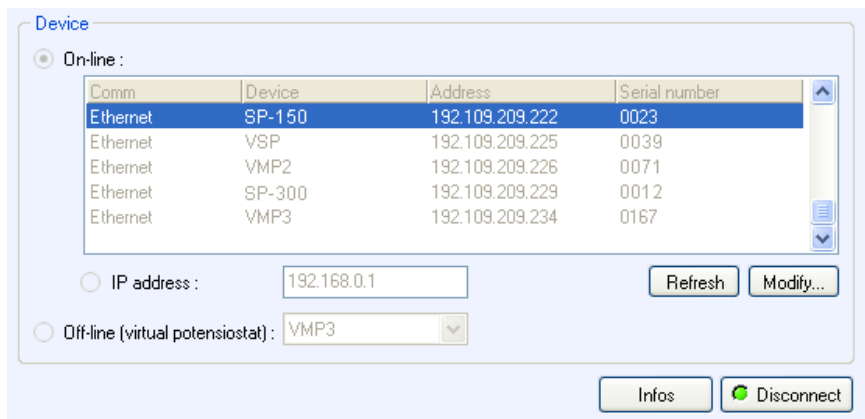 Device
On-line :
Comm Device Address Serial number
Ethernet SP-150 192.109.209.222 0023
Ethernet VSP 192.109.209.225 0039
Ethernet VMP2 192.109.209.226 0071
Ethernet SP-300 192.109.209.229 0012
Ethernet VMP3 192.109.209.234 0167
IP address : 192.168.0.1 Refresh Modify...
Off-line (virtual potensiostat) : VMP3
Infos Disconnect